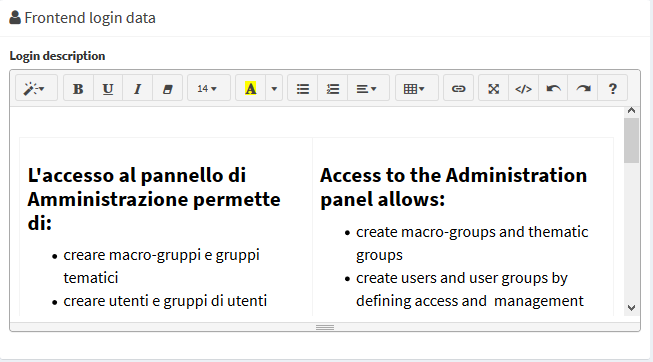 Frontend login data
Login description
B U I 14 A </> ?
L'accesso al pannello di
Amministrazione permette
di:
creare macro-gruppi e gruppi
tematici
creare utenti e gruppi di utenti
Access to the Administration
panel allows:
create macro-groups and thematic
groups
create users and user groups by
defining access and management